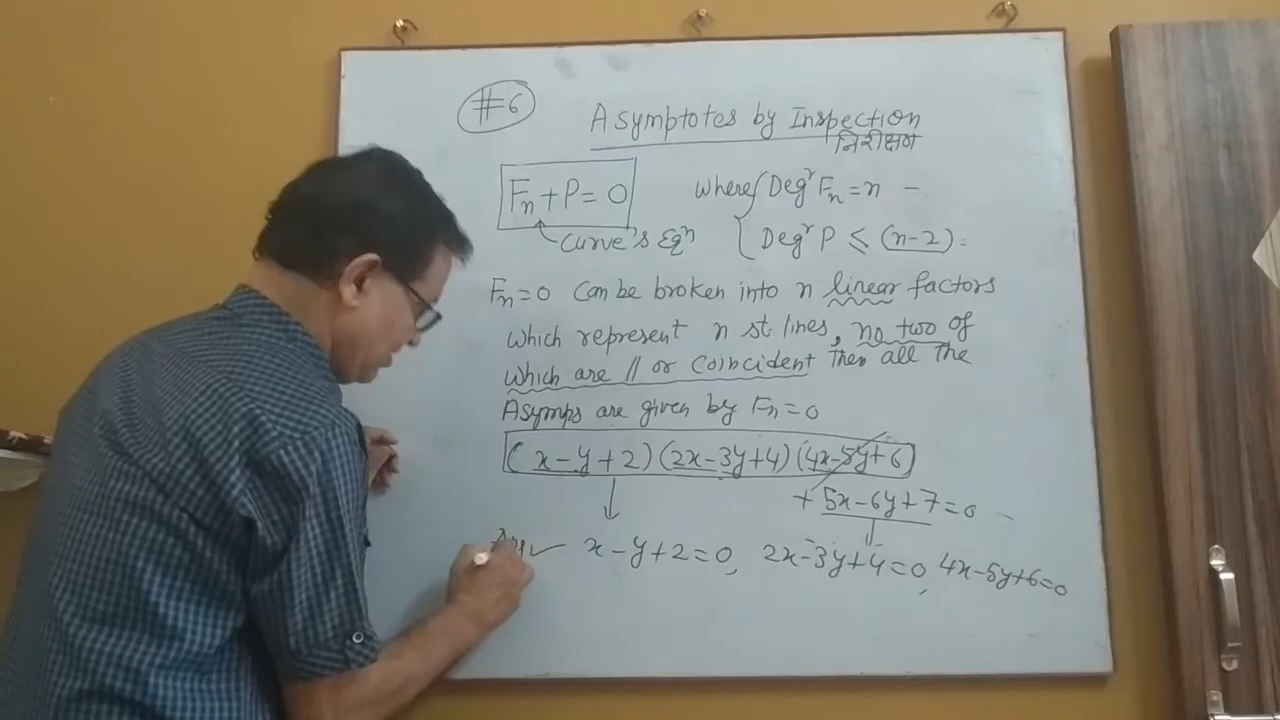 #6
Asymptotes by Inspection
निरीक्षण
Fn + P = 0 where { Degʳ Fn = n –
Curve's Eqⁿ Degʳ P ⩽ (n-2) :
Fn = 0 can be broken into n linear factors
which represent n st. lines, no two of
which are // or coincident then all the
Asymps are given by Fn = 0
(x - y + 2) (2x - 3y + 4) (4x - 5y + 6)
+ 5x - 6y + 7 = 0 –
x - y + 2 = 0, 2x - 3y + 4 = 0, 4x - 5y + 6 = 0